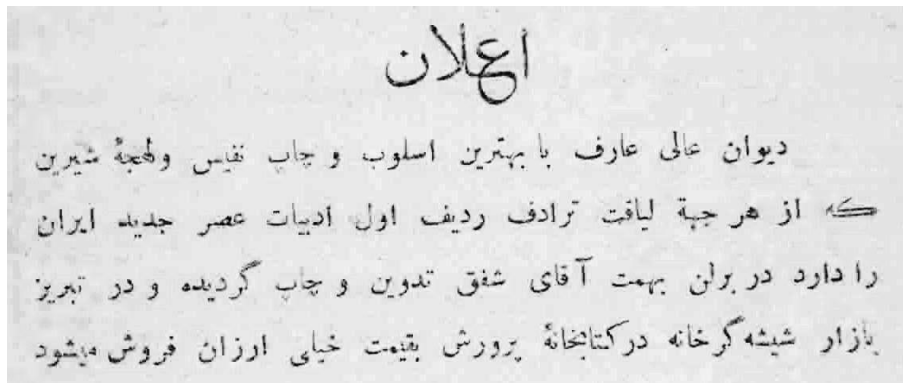 اعلان
دیوان عالی عارف با بهترین اسلوب و چاپ نفیس ولهجهٔ شیرین
که از هر جهة لیاقت ترادف ردیف اول ادبیات عصر جدید ایران
را دارد در برلن بهمت آقای شفق تدوین و چاپ گردیده و در تبریز
بازار شیشه‌گرخانه در کتابخانهٔ پرورش بقیمت خیلی ارزان فروش میشود